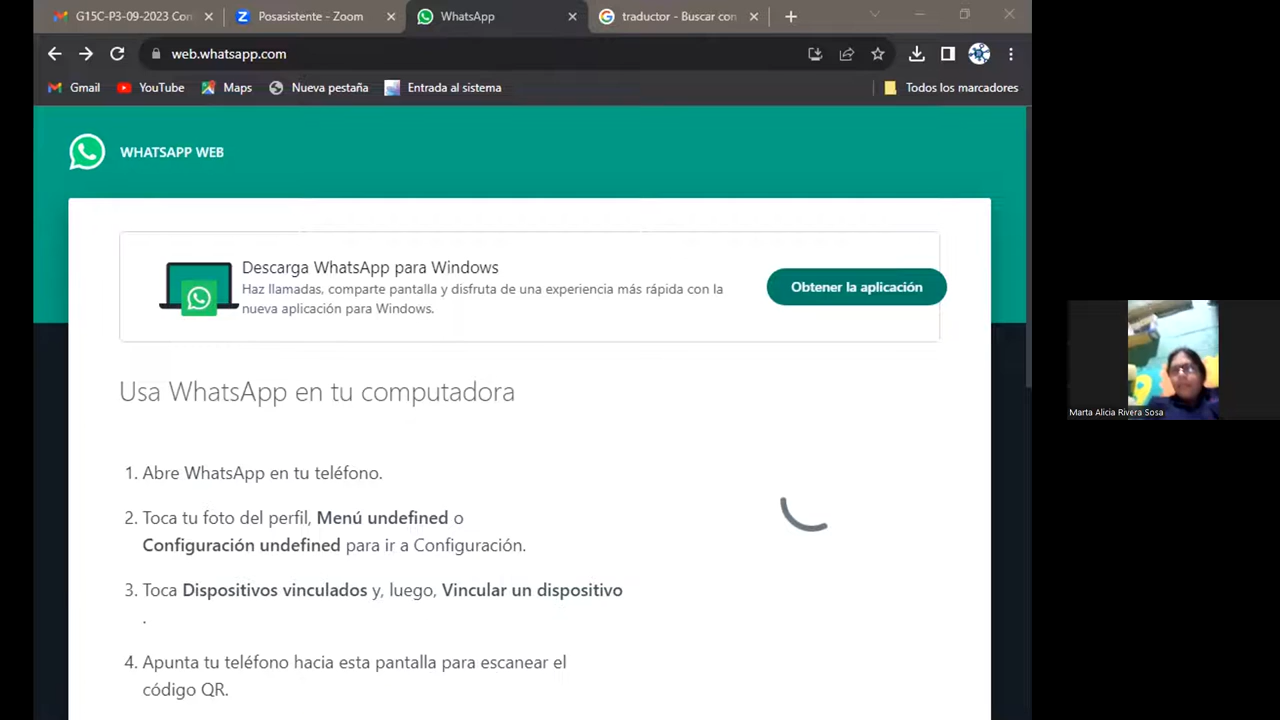 G15C-P3-09-2023 Con
Posasistente - Zoom
WhatsApp
traductor - Buscar con
web.whatsapp.com
Gmail
YouTube
Maps
Nueva pestaña
Entrada al sistema
Todos los marcadores
WHATSAPP WEB
Descarga WhatsApp para Windows
Haz llamadas, comparte pantalla y disfruta de una experiencia más rápida con la
nueva aplicación para Windows.
Obtener la aplicación
Usa WhatsApp en tu computadora
1. Abre WhatsApp en tu teléfono.
2. Toca tu foto del perfil, Menú undefined o
Configuración undefined para ir a Configuración.
3. Toca Dispositivos vinculados y, luego, Vincular un dispositivo
.
4. Apunta tu teléfono hacia esta pantalla para escanear el
código QR.
Marta Alicia Rivera Sosa